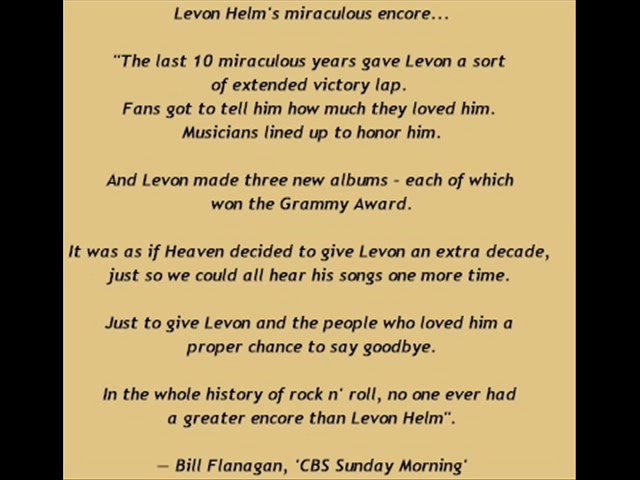 Levon Helm's miraculous encore...
"The last 10 miraculous years gave Levon a sort
of extended victory lap.
Fans got to tell him how much they loved him.
Musicians lined up to honor him.
And Levon made three new albums – each of which
won the Grammy Award.
It was as if Heaven decided to give Levon an extra decade,
just so we could all hear his songs one more time.
Just to give Levon and the people who loved him a
proper chance to say goodbye.
In the whole history of rock n' roll, no one ever had
a greater encore than Levon Helm".
— Bill Flanagan, 'CBS Sunday Morning'